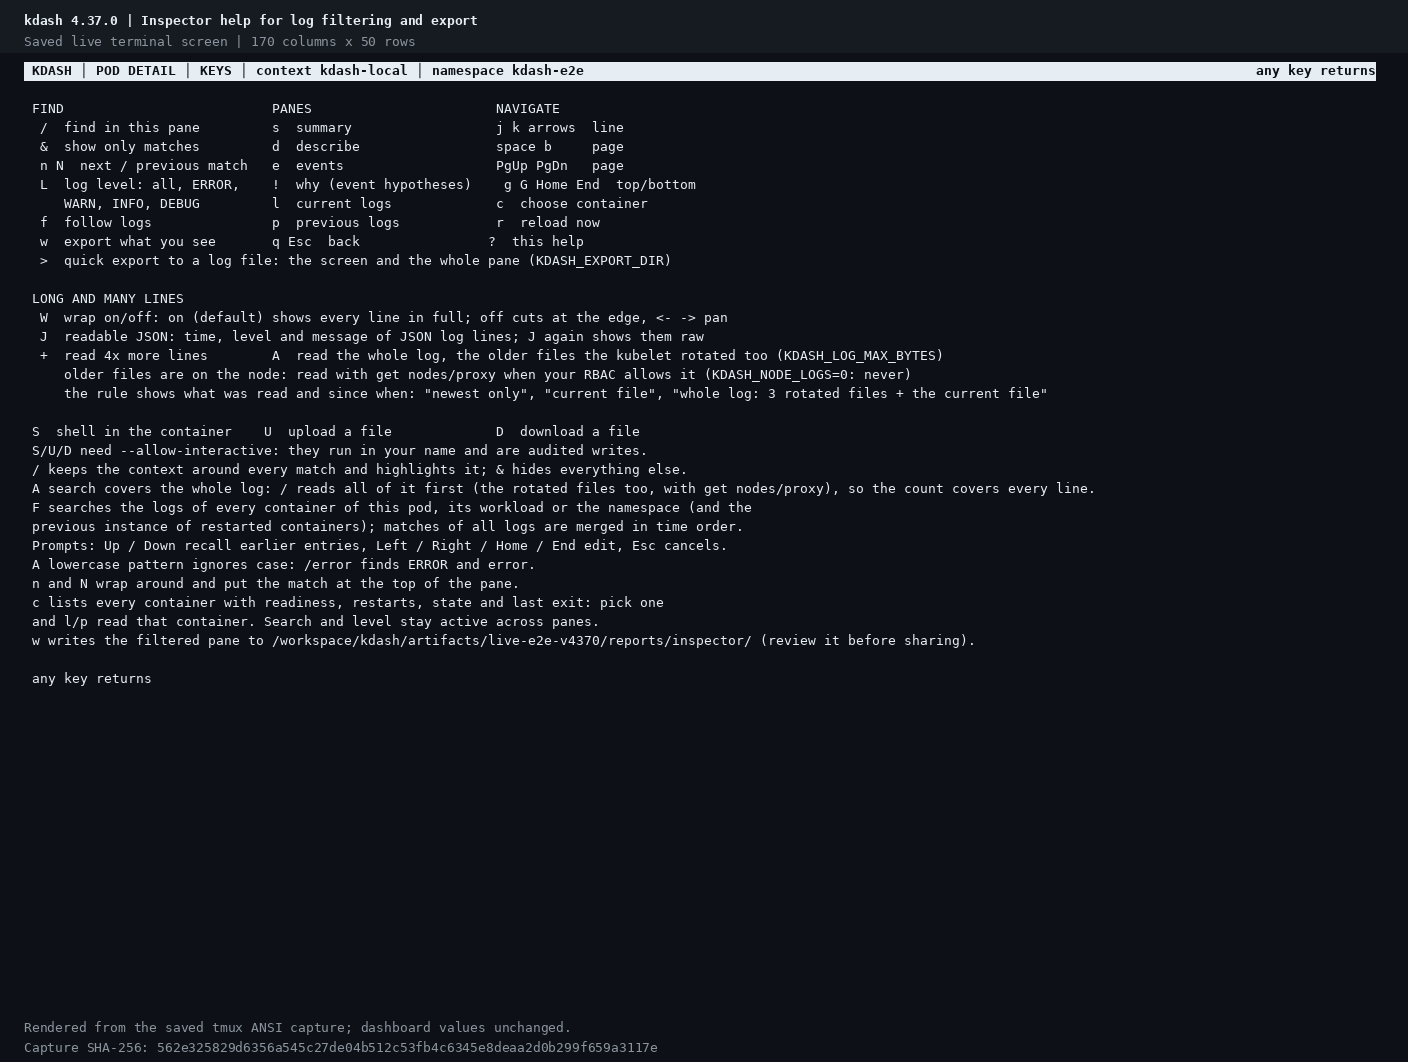 kdash 4.37.0 | Inspector help for log filtering and export
Saved live terminal screen | 170 columns x 50 rows
KDASH │ POD DETAIL │ KEYS │ context kdash-local │ namespace kdash-e2e any key returns
FIND PANES NAVIGATE
/ find in this pane s summary j k arrows line
& show only matches d describe space b page
n N next / previous match e events PgUp PgDn page
L log level: all, ERROR, ! why (event hypotheses) g G Home End top/bottom
WARN, INFO, DEBUG l current logs c choose container
f follow logs p previous logs r reload now
w export what you see q Esc back ? this help
> quick export to a log file: the screen and the whole pane (KDASH_EXPORT_DIR)
LONG AND MANY LINES
W wrap on/off: on (default) shows every line in full; off cuts at the edge, <- -> pan
J readable JSON: time, level and message of JSON log lines; J again shows them raw
+ read 4x more lines A read the whole log, the older files the kubelet rotated too (KDASH_LOG_MAX_BYTES)
older files are on the node: read with get nodes/proxy when your RBAC allows it (KDASH_NODE_LOGS=0: never)
the rule shows what was read and since when: "newest only", "current file", "whole log: 3 rotated files + the current file"
S shell in the container U upload a file D download a file
S/U/D need --allow-interactive: they run in your name and are audited writes.
/ keeps the context around every match and highlights it; & hides everything else.
A search covers the whole log: / reads all of it first (the rotated files too, with get nodes/proxy), so the count covers every line.
F searches the logs of every container of this pod, its workload or the namespace (and the
previous instance of restarted containers); matches of all logs are merged in time order.
Prompts: Up / Down recall earlier entries, Left / Right / Home / End edit, Esc cancels.
A lowercase pattern ignores case: /error finds ERROR and error.
n and N wrap around and put the match at the top of the pane.
c lists every container with readiness, restarts, state and last exit: pick one
and l/p read that container. Search and level stay active across panes.
w writes the filtered pane to /workspace/kdash/artifacts/live-e2e-v4370/reports/inspector/ (review it before sharing).
any key returns
Rendered from the saved tmux ANSI capture; dashboard values unchanged.
Capture SHA-256: 562e325829d6356a545c27de04b512c53fb4c6345e8deaa2d0b299f659a3117e